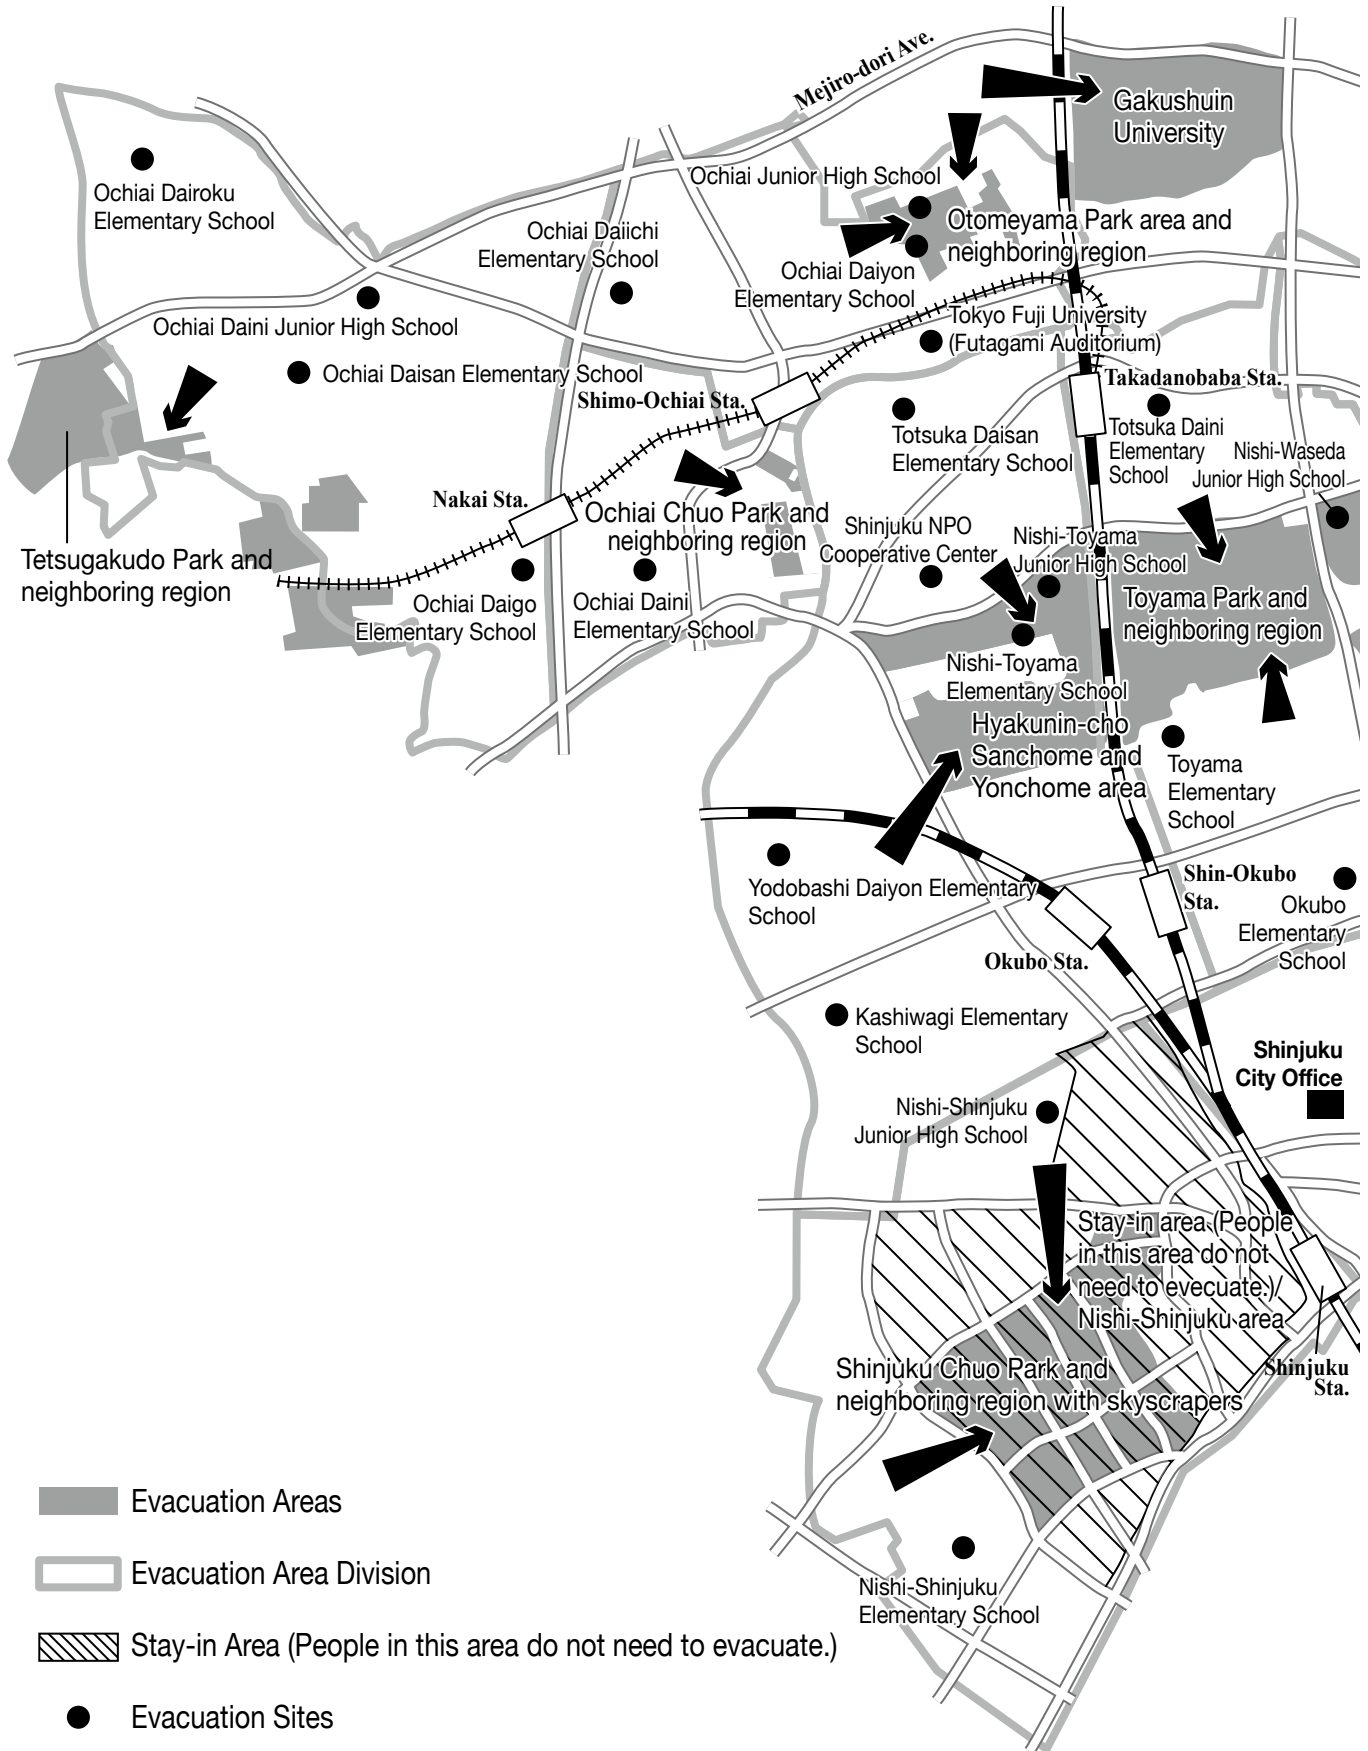 Mejiro-dori Ave.
Gakushuin
University
Ochiai Dairoku
Elementary School
Ochiai Junior High School
Ochiai Daiichi
Elementary School
Otomeyama Park area and
neighboring region
Ochiai Daiyon
Elementary School
Ochiai Daini Junior High School
Tokyo Fuji University
(Futagami Auditorium)
Ochiai Daisan Elementary School
Shimo-Ochiai Sta.
Takadanobaba Sta.
Totsuka Daisan
Elementary School
Totsuka Daini
Elementary
School
Nishi-Waseda
Junior High School
Nakai Sta.
Ochiai Chuo Park and
neighboring region
Shinjuku NPO
Cooperative Center
Nishi-Toyama
Junior High School
Tetsugakudo Park and
neighboring region
Ochiai Daigo
Elementary School
Ochiai Daini
Elementary School
Toyama Park and
neighboring region
Nishi-Toyama
Elementary School
Hyakunin-cho
Sanchome and
Yonchome area
Toyama
Elementary
School
Yodobashi Daiyon Elementary
School
Shin-Okubo
Sta.
Okubo
Elementary
School
Okubo Sta.
Kashiwagi Elementary
School
Shinjuku
City Office
Nishi-Shinjuku
Junior High School
Stay-in area (People
in this area do not
need to evecuate.)/
Nishi-Shinjuku area
Shinjuku Chuo Park and
neighboring region with skyscrapers
Shinjuku
Sta.
Nishi-Shinjuku
Elementary School
Evacuation Areas
Evacuation Area Division
Stay-in Area (People in this area do not need to evacuate.)
Evacuation Sites